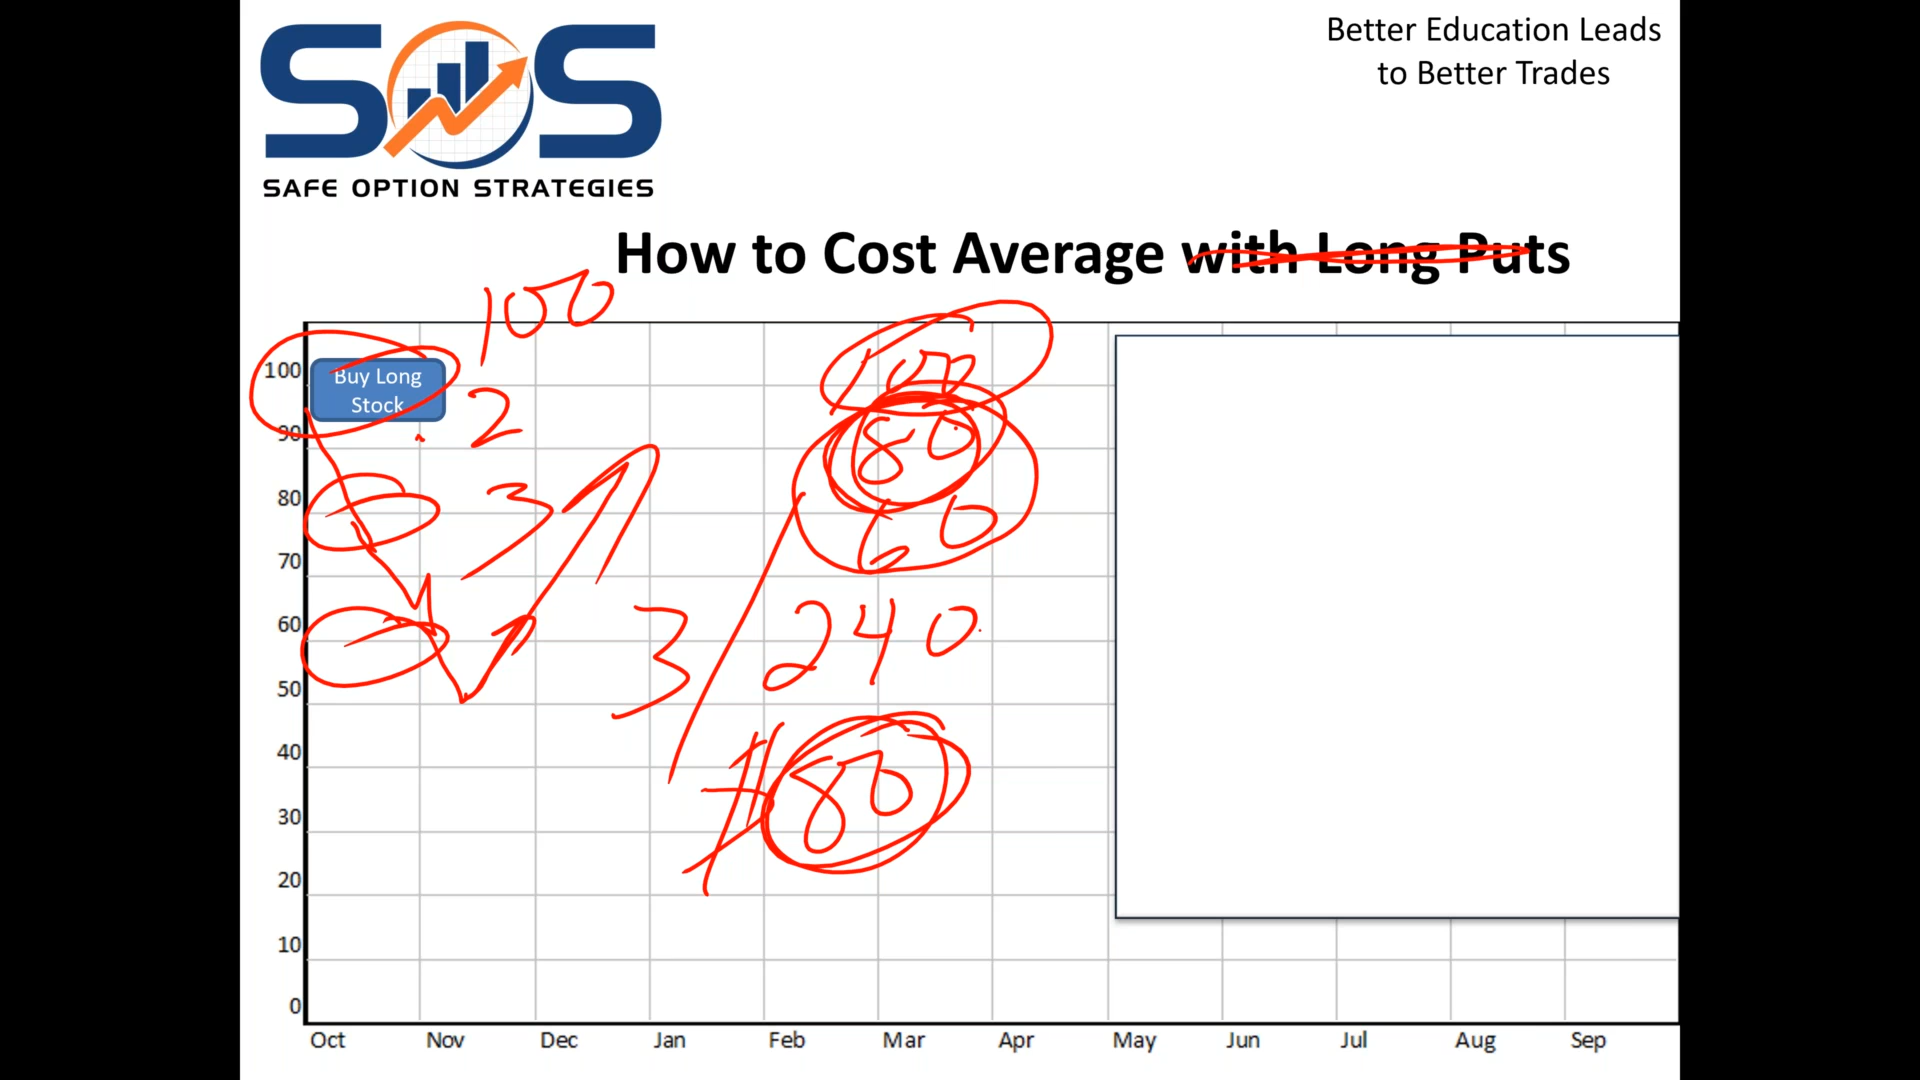 SOS
SAFE OPTION STRATEGIES
Better Education Leads
to Better Trades
How to Cost Average with Long Puts
100
100
Buy Long
Stock
100
2
90
80
3
80
60
70
60
3
240
50
40
80
30
20
10
0
Oct Nov Dec Jan Feb Mar Apr May Jun Jul Aug Sep